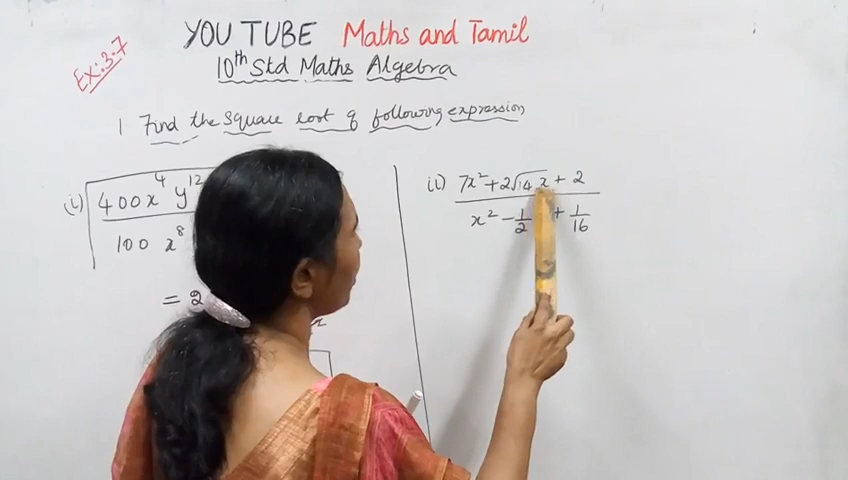 YOU TUBE Maths and Tamil
Ex:3.7
10th Std Maths Algebra
1 Find the square root of following expression
(i) 400x⁴y¹²
100 x⁸
= 2
(ii) 7x² + 2√14 x + 2
x² - 1/2 + 1/16